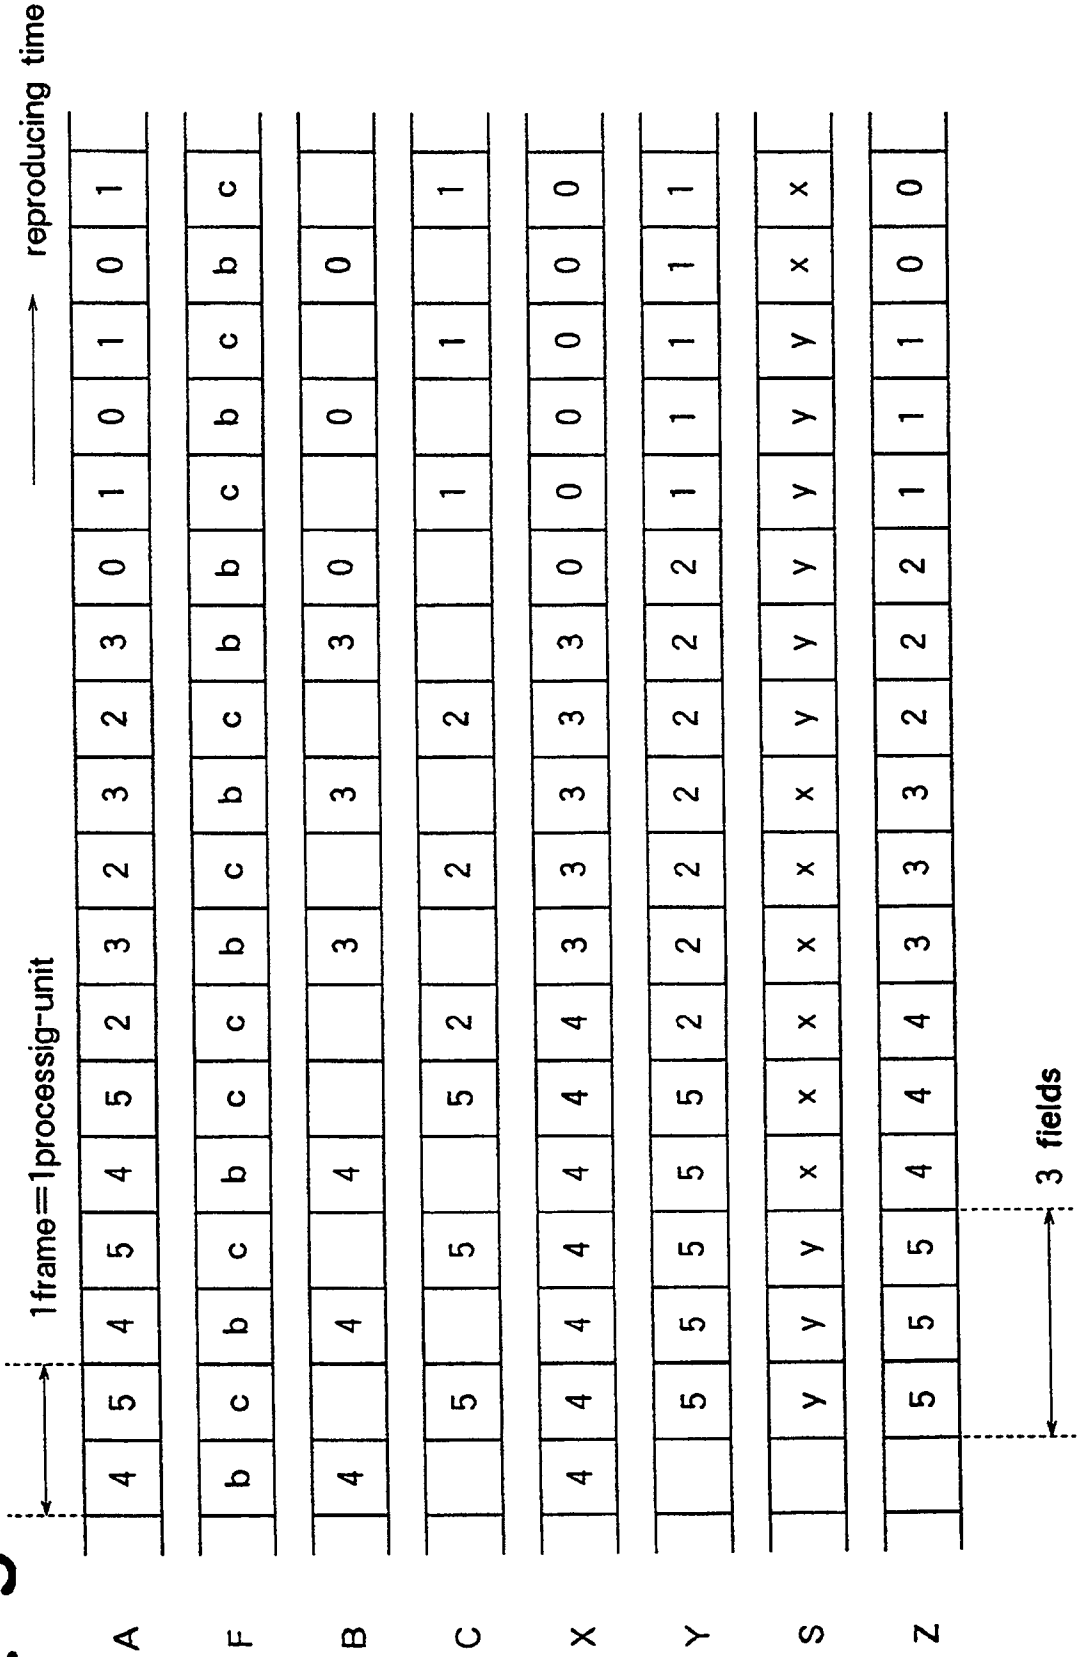 reproducing time
1frame=1processig-unit
A 4 5 4 5 4 5 2 3 2 3 2 3 0 1 0 1 0 1
F b c b c b c c b c b c b b c b c b c
B 4 4 4 3 3 3 0 0 0
C 5 5 5 2 2 2 1 1 1
X 4 4 4 4 4 4 4 3 3 3 3 3 0 0 0 0 0 0
Y 5 5 5 5 5 2 2 2 2 2 2 2 1 1 1 1 1
S y y y x x x x x x y y y y y y x x
Z 5 5 5 4 4 4 3 3 3 2 2 2 1 1 1 0 0
3 fields